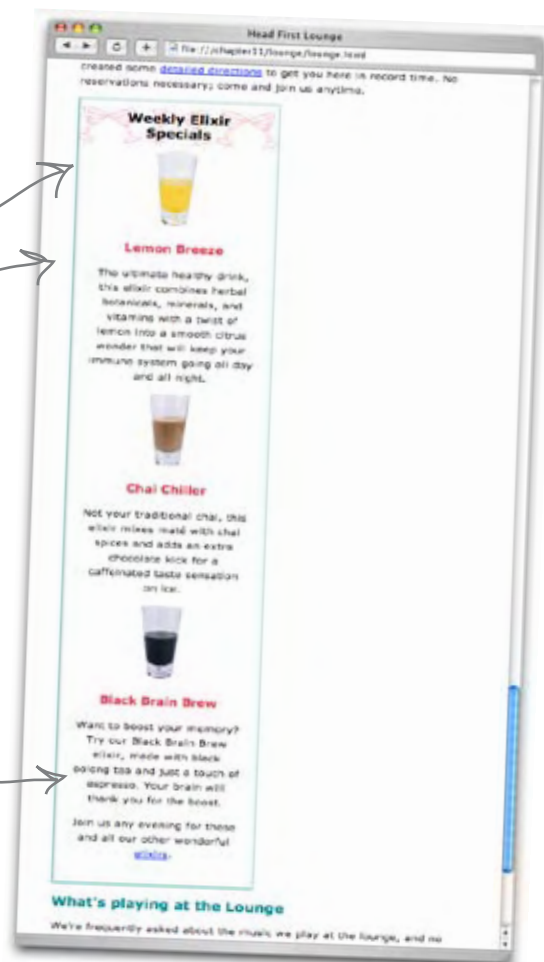 Head First Lounge
file:///chapter11/lounge/lounge.html
created some detailed directions to get you here in record time. No
reservations necessary; come and join us anytime.
Weekly Elixir
Specials
Lemon Breeze
The ultimate healthy drink,
this elixir combines herbal
botanicals, minerals, and
vitamins with a twist of
lemon into a smooth citrus
wonder that will keep your
immune system going all day
and all night.
Chai Chiller
Not your traditional chai, this
elixir mixes maté with chai
spices and adds an extra
chocolate kick for a
caffeinated taste sensation
on ice.
Black Brain Brew
Want to boost your memory?
Try our Black Brain Brew
elixir, made with black
oolong tea and just a touch of
espresso. Your brain will
thank you for the boost.
Join us any evening for these
and all our other wonderful
elixirs.
What's playing at the Lounge
We're frequently asked about the music we play at the lounge, and no